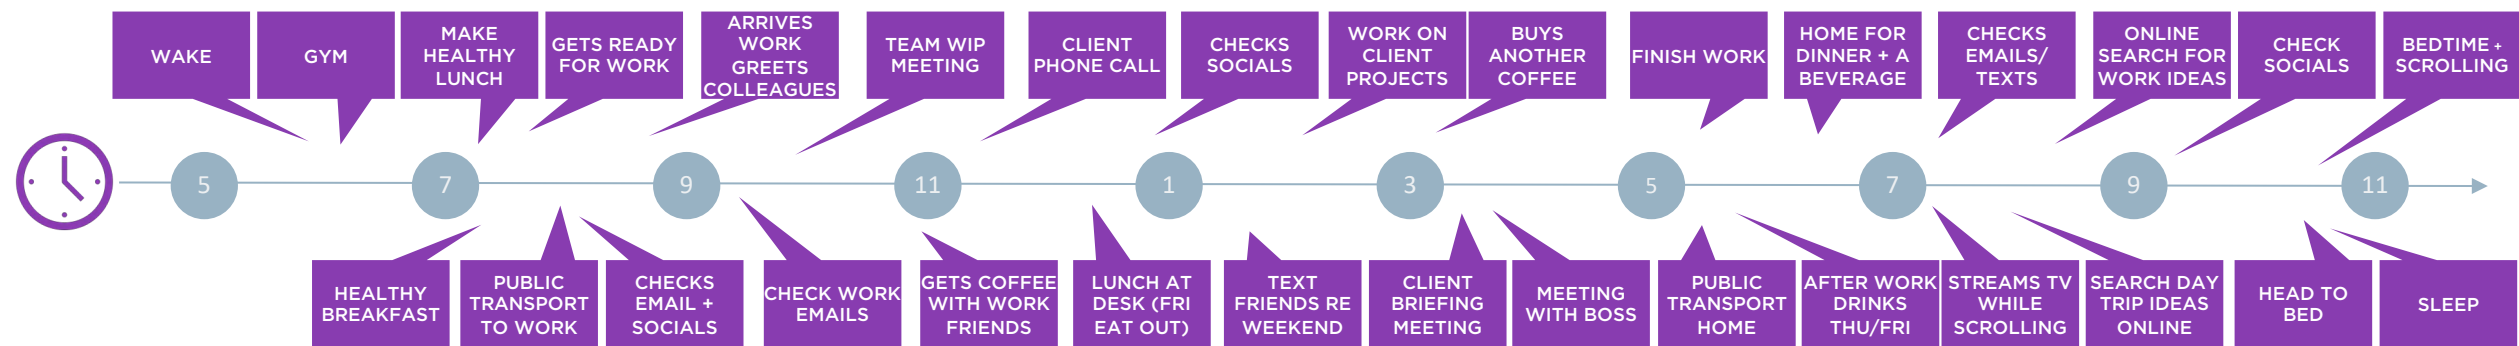 WAKE
GYM
MAKE
HEALTHY
LUNCH
GETS READY
FOR WORK
ARRIVES
WORK
GREETS
COLLEAGUES
TEAM WIP
MEETING
CLIENT
PHONE CALL
CHECKS
SOCIALS
WORK ON
CLIENT
PROJECTS
BUYS
ANOTHER
COFFEE
FINISH WORK
HOME FOR
DINNER + A
BEVERAGE
CHECKS
EMAILS/
TEXTS
ONLINE
SEARCH FOR
WORK IDEAS
CHECK
SOCIALS
BEDTIME +
SCROLLING
5
7
9
11
1
3
5
7
9
11
HEALTHY
BREAKFAST
PUBLIC
TRANSPORT
TO WORK
CHECKS
EMAIL +
SOCIALS
CHECK WORK
EMAILS
GETS COFFEE
WITH WORK
FRIENDS
LUNCH AT
DESK (FRI
EAT OUT)
TEXT
FRIENDS RE
WEEKEND
CLIENT
BRIEFING
MEETING
MEETING
WITH BOSS
PUBLIC
TRANSPORT
HOME
AFTER WORK
DRINKS
THU/FRI
STREAMS TV
WHILE
SCROLLING
SEARCH DAY
TRIP IDEAS
ONLINE
HEAD TO
BED
SLEEP